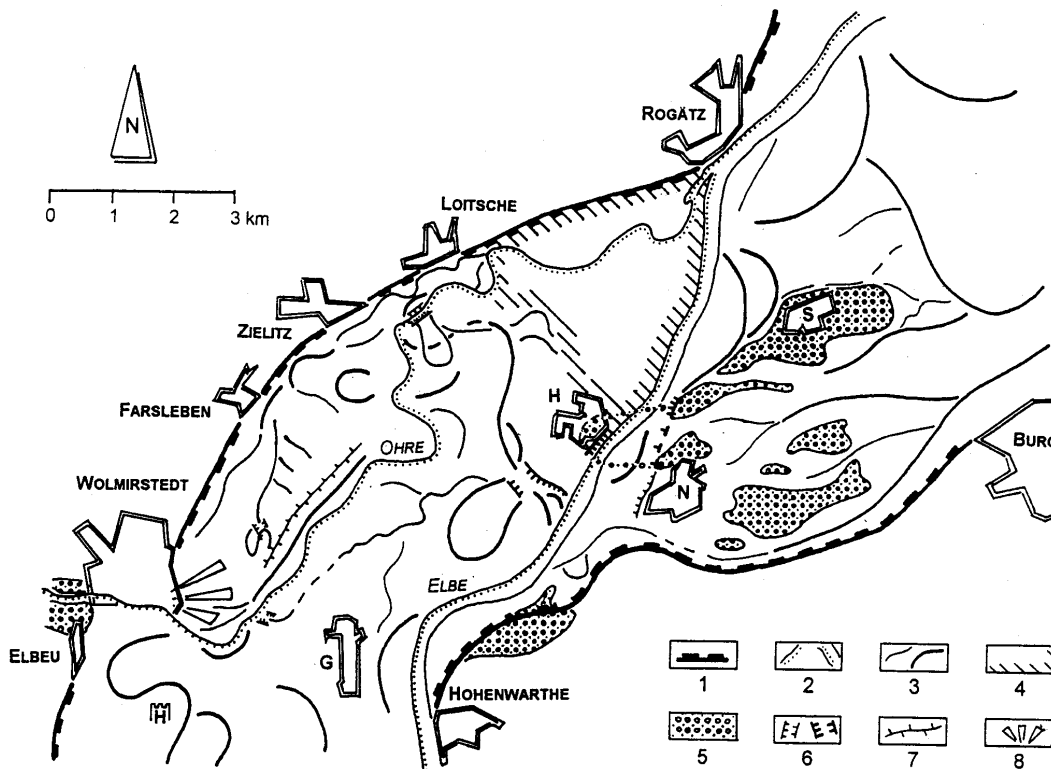 ROGÄTZ
N
0 1 2 3 km
LOITSCHE
ZIELITZ
S
FARSLEBEN
H
BURG
OHRE
WOLMIRSTEDT
N
ELBE
ELBEU
G
HOHENWARTHE
H
1 2 3 4
5 6 7 8